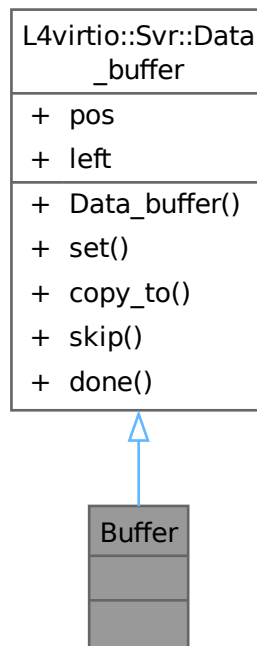 L4virtio::Svr::Data
_buffer
+ pos
+ left
+ Data_buffer()
+ set()
+ copy_to()
+ skip()
+ done()
Buffer